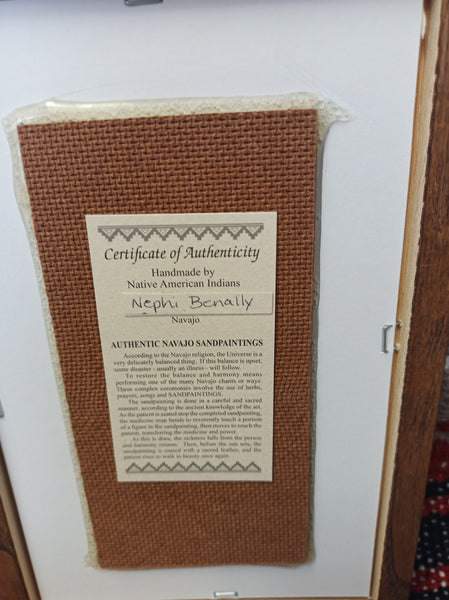 Certificate of Authenticity
Handmade by
Native American Indians
Nephi Benally
Navajo
AUTHENTIC NAVAJO SANDPAINTINGS
According to the Navajo religion, the Universe is a
very delicately balanced thing. If this balance is upset,
some disaster - usually an illness - will follow.
To restore the balance and harmony means
performing one of the many Navajo chants or ways.
These complex ceremonies involve the use of herbs,
prayers, songs and SANDPAINTINGS.
The sandpainting is done in a careful and sacred
manner, according to the ancient knowledge of the art.
As the patient is seated atop the completed sandpainting,
the medicine man bends to reverently touch a portion
of a figure in the sandpainting, then moves to touch the
patient, transferring the medicine and power.
As this is done, the sickness falls from the person
and harmony returns. Then, before the sun sets, the
sandpainting is erased with a sacred feather, and the
patient rises to walk in beauty once again.